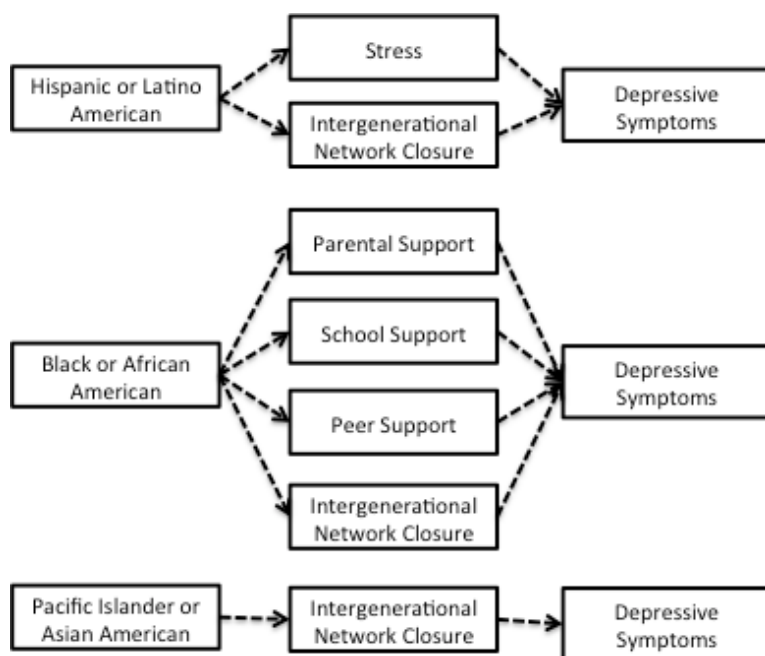 Hispanic or Latino
American
Stress
Intergenerational
Network Closure
Depressive
Symptoms
Black or African
American
Parental Support
School Support
Peer Support
Intergenerational
Network Closure
Depressive
Symptoms
Pacific Islander or
Asian American
Intergenerational
Network Closure
Depressive
Symptoms